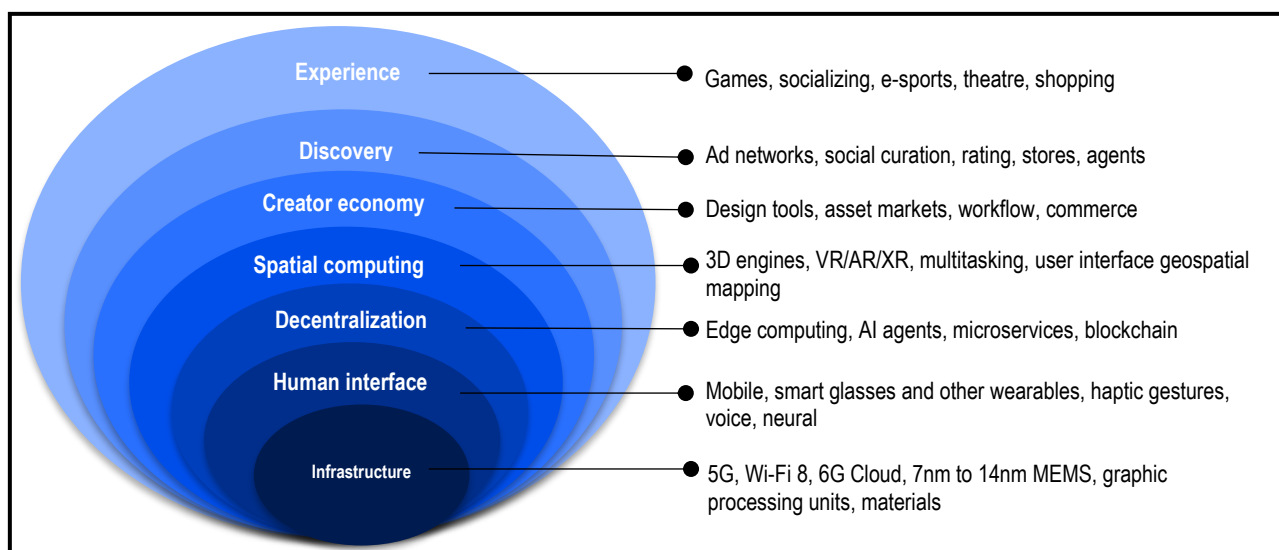 Experience
Games, socializing, e-sports, theatre, shopping
Discovery
Ad networks, social curation, rating, stores, agents
Creator economy
Design tools, asset markets, workflow, commerce
Spatial computing
3D engines, VR/AR/XR, multitasking, user interface geospatial
mapping
Decentralization
Edge computing, AI agents, microservices, blockchain
Human interface
Mobile, smart glasses and other wearables, haptic gestures,
voice, neural
Infrastructure
5G, Wi-Fi 8, 6G Cloud, 7nm to 14nm MEMS, graphic
processing units, materials